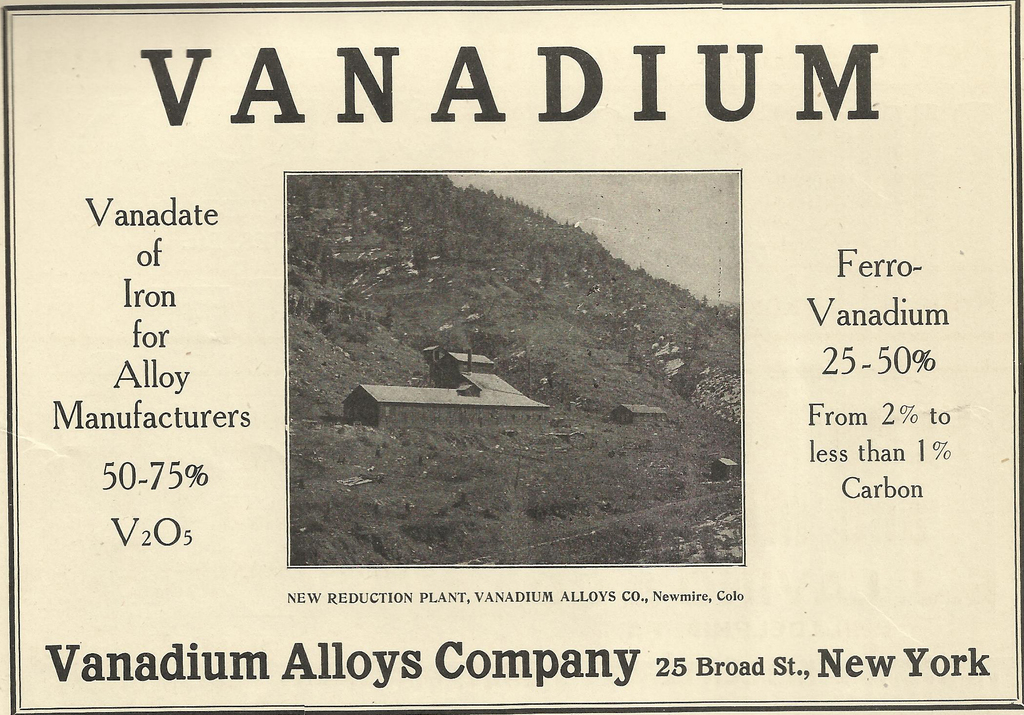 VANADIUM
Vanadate
of
Iron
for
Alloy
Manufacturers
50-75%
V₂O₅
Ferro-
Vanadium
25-50%
From 2% to
less than 1%
Carbon
NEW REDUCTION PLANT, VANADIUM ALLOYS CO., Newmire, Colo
Vanadium Alloys Company 25 Broad St., New York